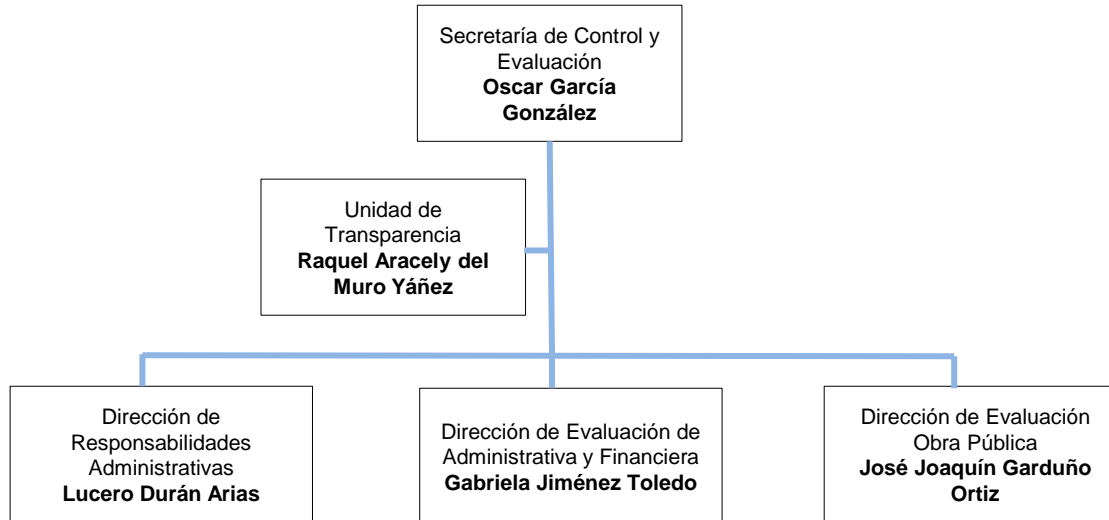 Secretaría de Control y
Evaluación
Oscar García
González
Unidad de
Transparencia
Raquel Aracely del
Muro Yáñez
Dirección de
Responsabilidades
Administrativas
Lucero Durán Arias
Dirección de Evaluación de
Administrativa y Financiera
Gabriela Jiménez Toledo
Dirección de Evaluación
Obra Pública
José Joaquín Garduño
Ortiz